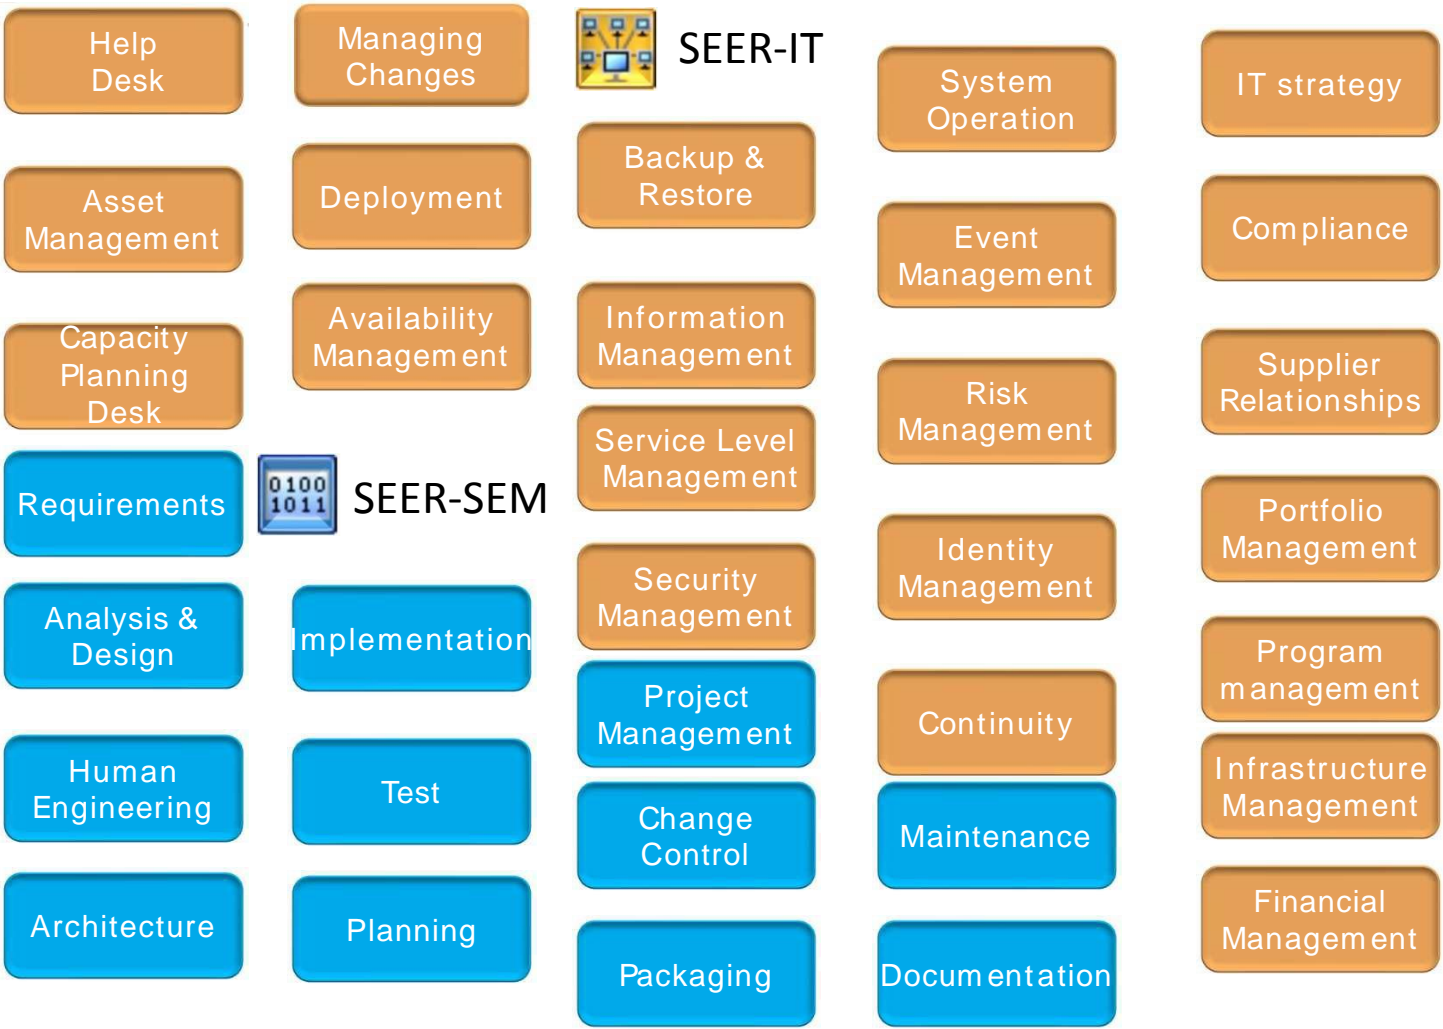 Help
Desk
Managing
Changes
SEER-IT
System
Operation
IT strategy
Asset
Management
Deployment
Backup &
Restore
Event
Management
Compliance
Capacity
Planning
Desk
Availability
Management
Information
Management
Risk
Management
Supplier
Relationships
Service Level
Management
Requirements
0100
1011
SEER-SEM
Identity
Management
Portfolio
Management
Analysis &
Design
Implementation
Security
Management
Project
Management
Continuity
Program
management
Human
Engineering
Test
Change
Control
Maintenance
Infrastructure
Management
Architecture
Planning
Packaging
Documentation
Financial
Management